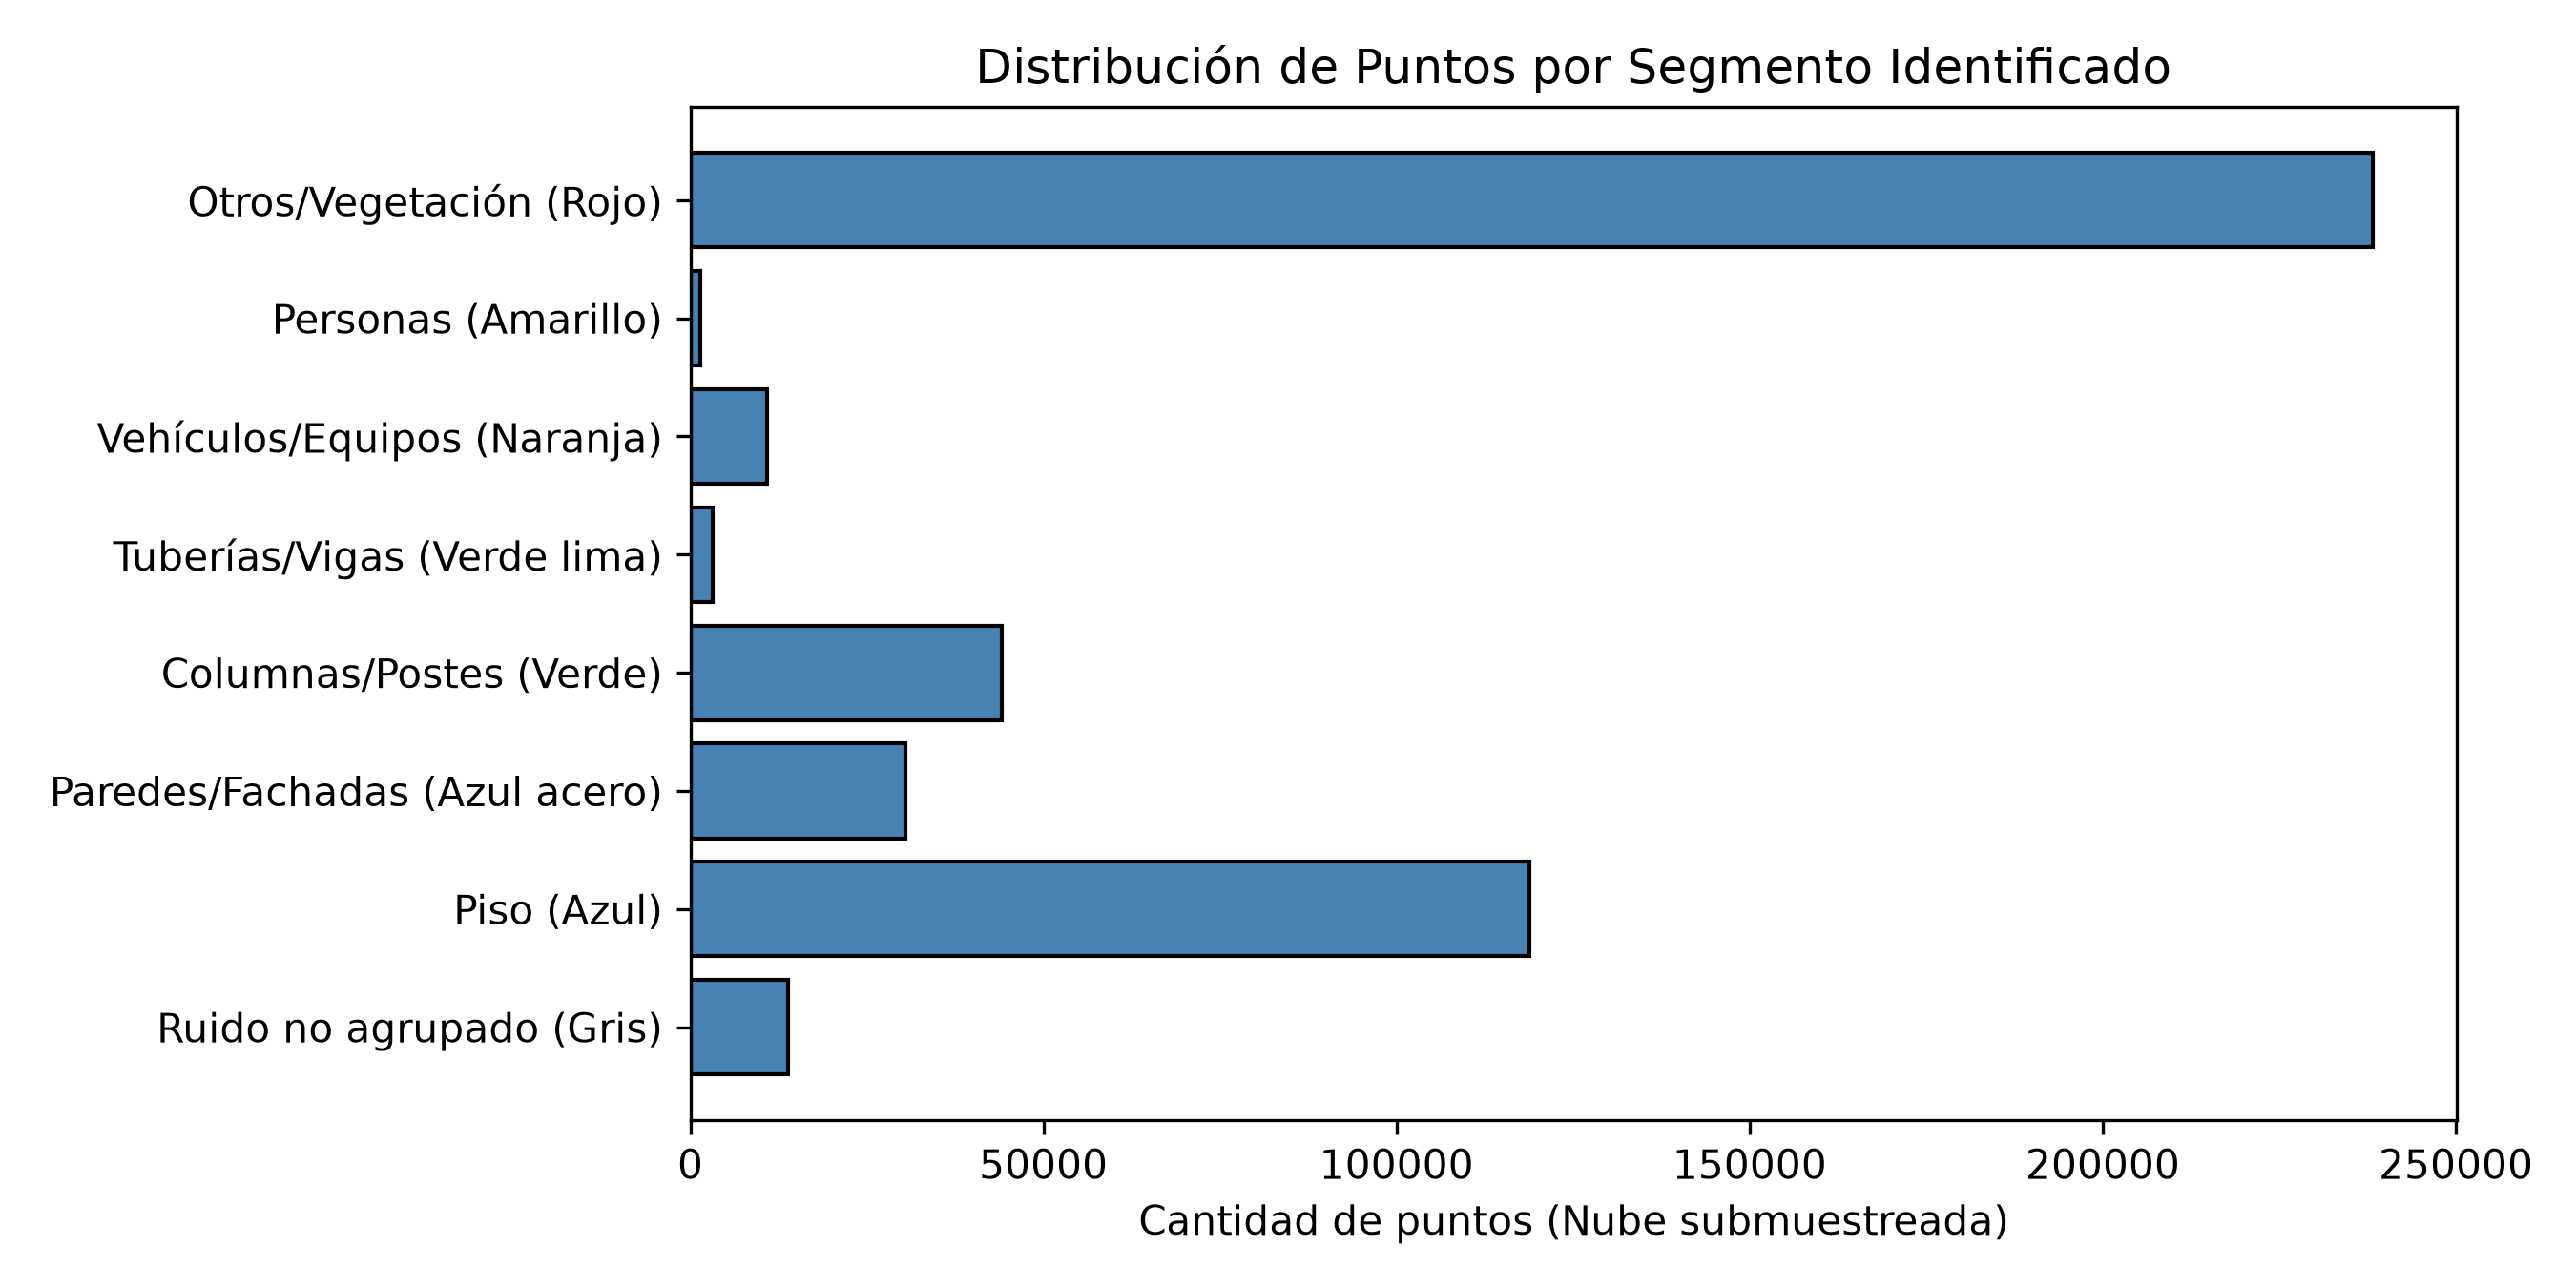 Distribución de Puntos por Segmento Identificado
Otros/Vegetación (Rojo)
Personas (Amarillo)
Vehículos/Equipos (Naranja)
Tuberías/Vigas (Verde lima)
Columnas/Postes (Verde)
Paredes/Fachadas (Azul acero)
Piso (Azul)
Ruido no agrupado (Gris)
0 50000 100000 150000 200000 250000
Cantidad de puntos (Nube submuestreada)